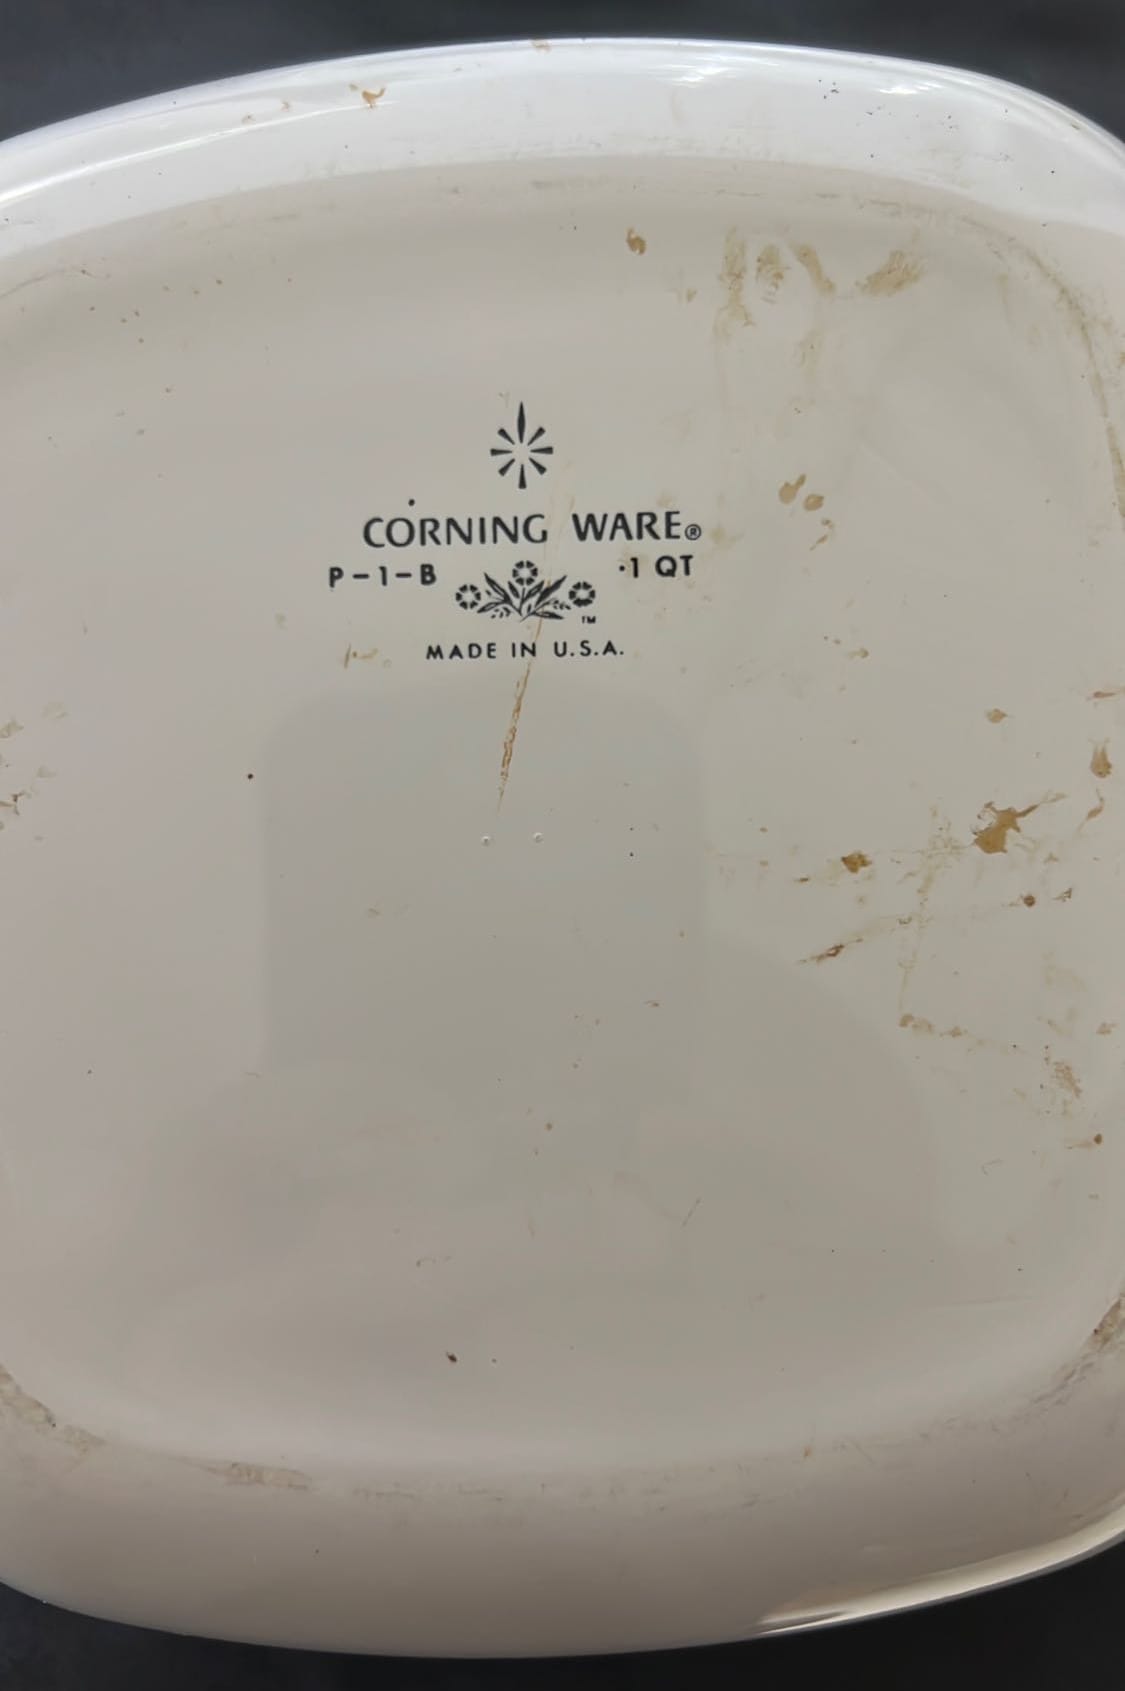 CORNING WARE®
P-1-B ·1 QT
TM
MADE IN U.S.A.